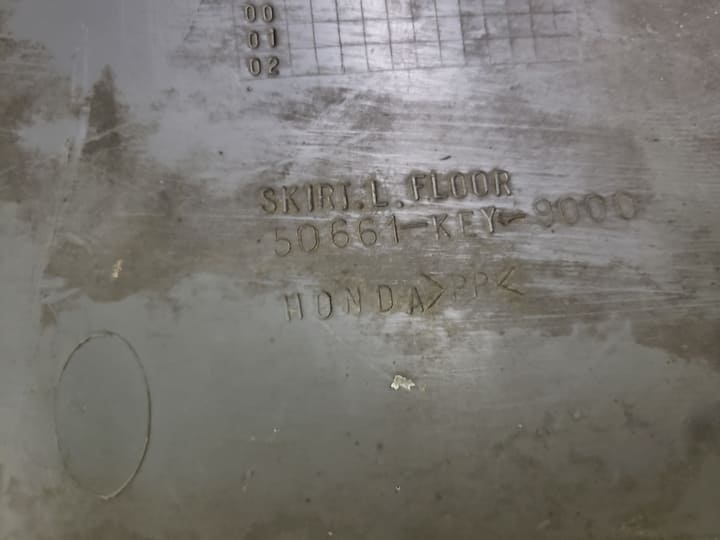 00
01
02
SKIRT.L.FLOOR
50661-KEY-9000
HONDA>PP<